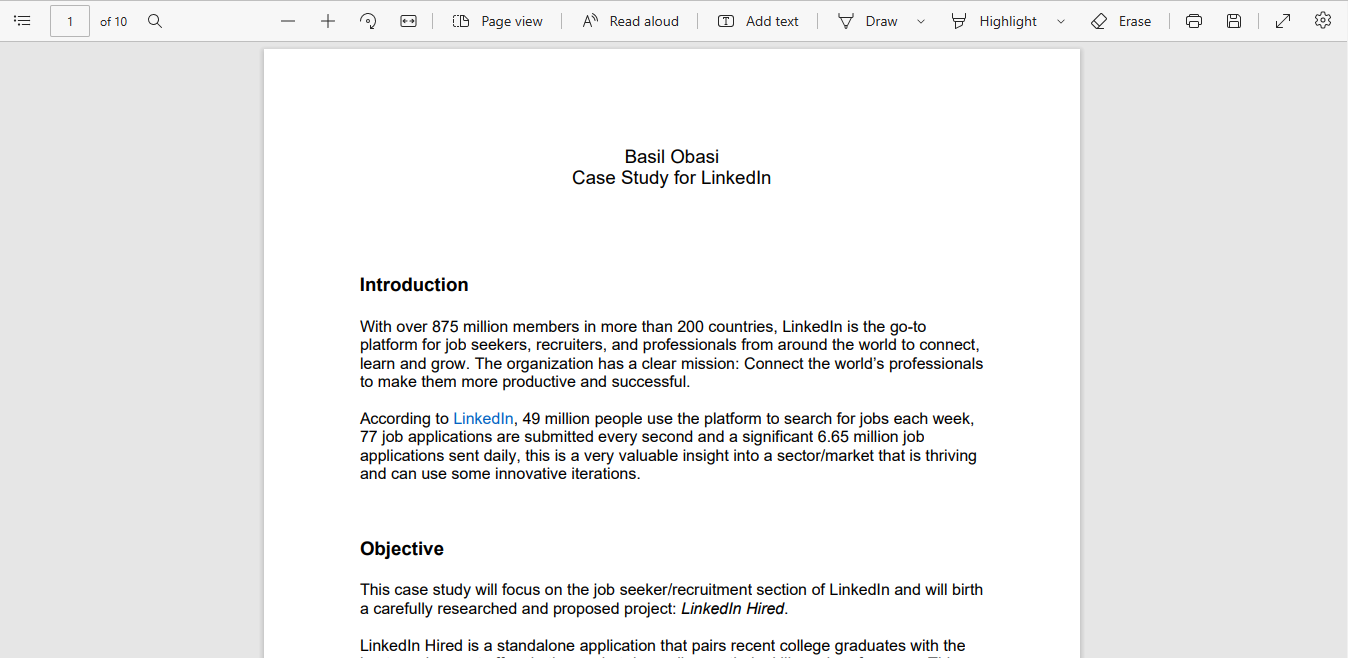 1 of 10 Page view Read aloud Add text Draw Highlight Erase
Basil Obasi
Case Study for LinkedIn
Introduction
With over 875 million members in more than 200 countries, LinkedIn is the go-to
platform for job seekers, recruiters, and professionals from around the world to connect,
learn and grow. The organization has a clear mission: Connect the world’s professionals
to make them more productive and successful.
According to LinkedIn, 49 million people use the platform to search for jobs each week,
77 job applications are submitted every second and a significant 6.65 million job
applications sent daily, this is a very valuable insight into a sector/market that is thriving
and can use some innovative iterations.
Objective
This case study will focus on the job seeker/recruitment section of LinkedIn and will birth
a carefully researched and proposed project: LinkedIn Hired.
LinkedIn Hired is a standalone application that pairs recent college graduates with the